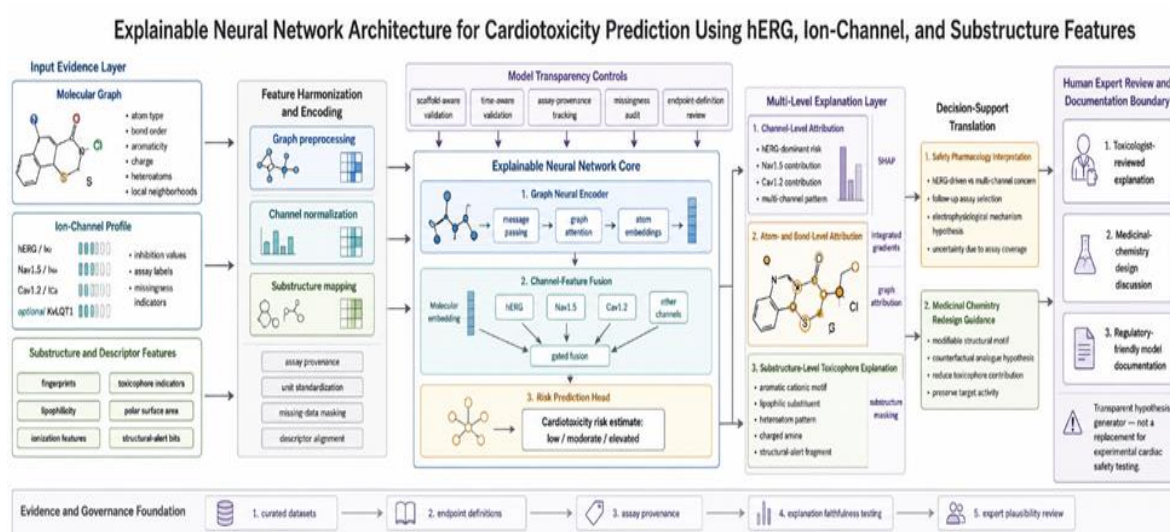 Explainable Neural Network Architecture for Cardiotoxicity Prediction Using hERG, Ion-Channel, and Substructure Features
Input Evidence Layer
Molecular Graph
• atom type
• bond order
• aromaticity
• charge
• heteroatoms
• local neighborhoods
O
N
Cl
S
S
Ion-Channel Profile
hERG /
Nav1.5 /
Cav1.2 /
optional KvLQT1
• inhibition values
• assay labels
• missingness
indicators
Substructure and Descriptor Features
fingerprints
toxicophore indicators
lipophilicity
polar surface area
ionization features
structural-alert bits
Feature Harmonization
and Encoding
Graph preprocessing
Channel normalization
Substructure mapping
assay provenance
unit standardization
missing-data masking
descriptor alignment
Model Transparency Controls
scaffold-aware
validation
time-aware
validation
assay-provenance
tracking
missingness
audit
endpoint-definition
review
Explainable Neural Network Core
1. Graph Neural Encoder
message
passing
graph
attention
atom
embeddings
2. Channel-Feature Fusion
Molecular
embedding
hERG
Nav1.5
Cav1.2
other
channels
gated fusion
3. Risk Prediction Head
Cardiotoxicity risk estimate:
low / moderate / elevated
Multi-Level Explanation Layer
1. Channel-Level Attribution
• hERG-dominant risk
• Nav1.5 contribution
• Cav1.2 contribution
• multi-channel pattern
SHAP
2. Atom- and Bond-Level Attribution
O
N
S
Cl
integrated
gradients
graph
attribution
3. Substructure-Level Toxicophore Explanation
• aromatic cationic motif
• lipophilic substituent
• heteroatom pattern
• charged amine
• structural-alert fragment
substructure
masking
Decision-Support
Translation
1. Safety Pharmacology Interpretation
• hERG-driven vs multi-channel concern
• follow-up assay selection
• electrophysiological mechanism
hypothesis
• uncertainty due to assay coverage
2. Medicinal Chemistry
Redesign Guidance
• modifiable structural motif
• counterfactual analogue hypothesis
• reduce toxicophore contribution
• preserve target activity
Human Expert Review and
Documentation Boundary
1. Toxicologist-
reviewed
explanation
2. Medicinal-
chemistry
design
discussion
3. Regulatory-
friendly model
documentation
Transparent hypothesis
generator — not a
replacement for
experimental cardiac
safety testing.
Evidence and Governance Foundation
1. curated datasets
2. endpoint definitions
3. assay provenance
4. explanation faithfulness testing
5. expert plausibility review